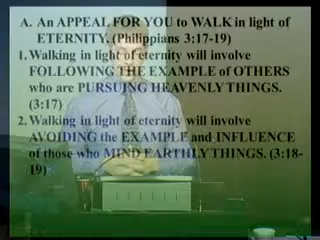 A. An APPEAL FOR YOU to WALK in light of
ETERNITY. (Philippians 3:17-19)
1. Walking in light of eternity will involve
FOLLOWING THE EXAMPLE of OTHERS
who are PURSUING HEAVENLY THINGS.
(3:17)
2. Walking in light of eternity will involve
AVOIDING the EXAMPLE and INFLUENCE
of those who MIND EARTHLY THINGS. (3:18-
19)